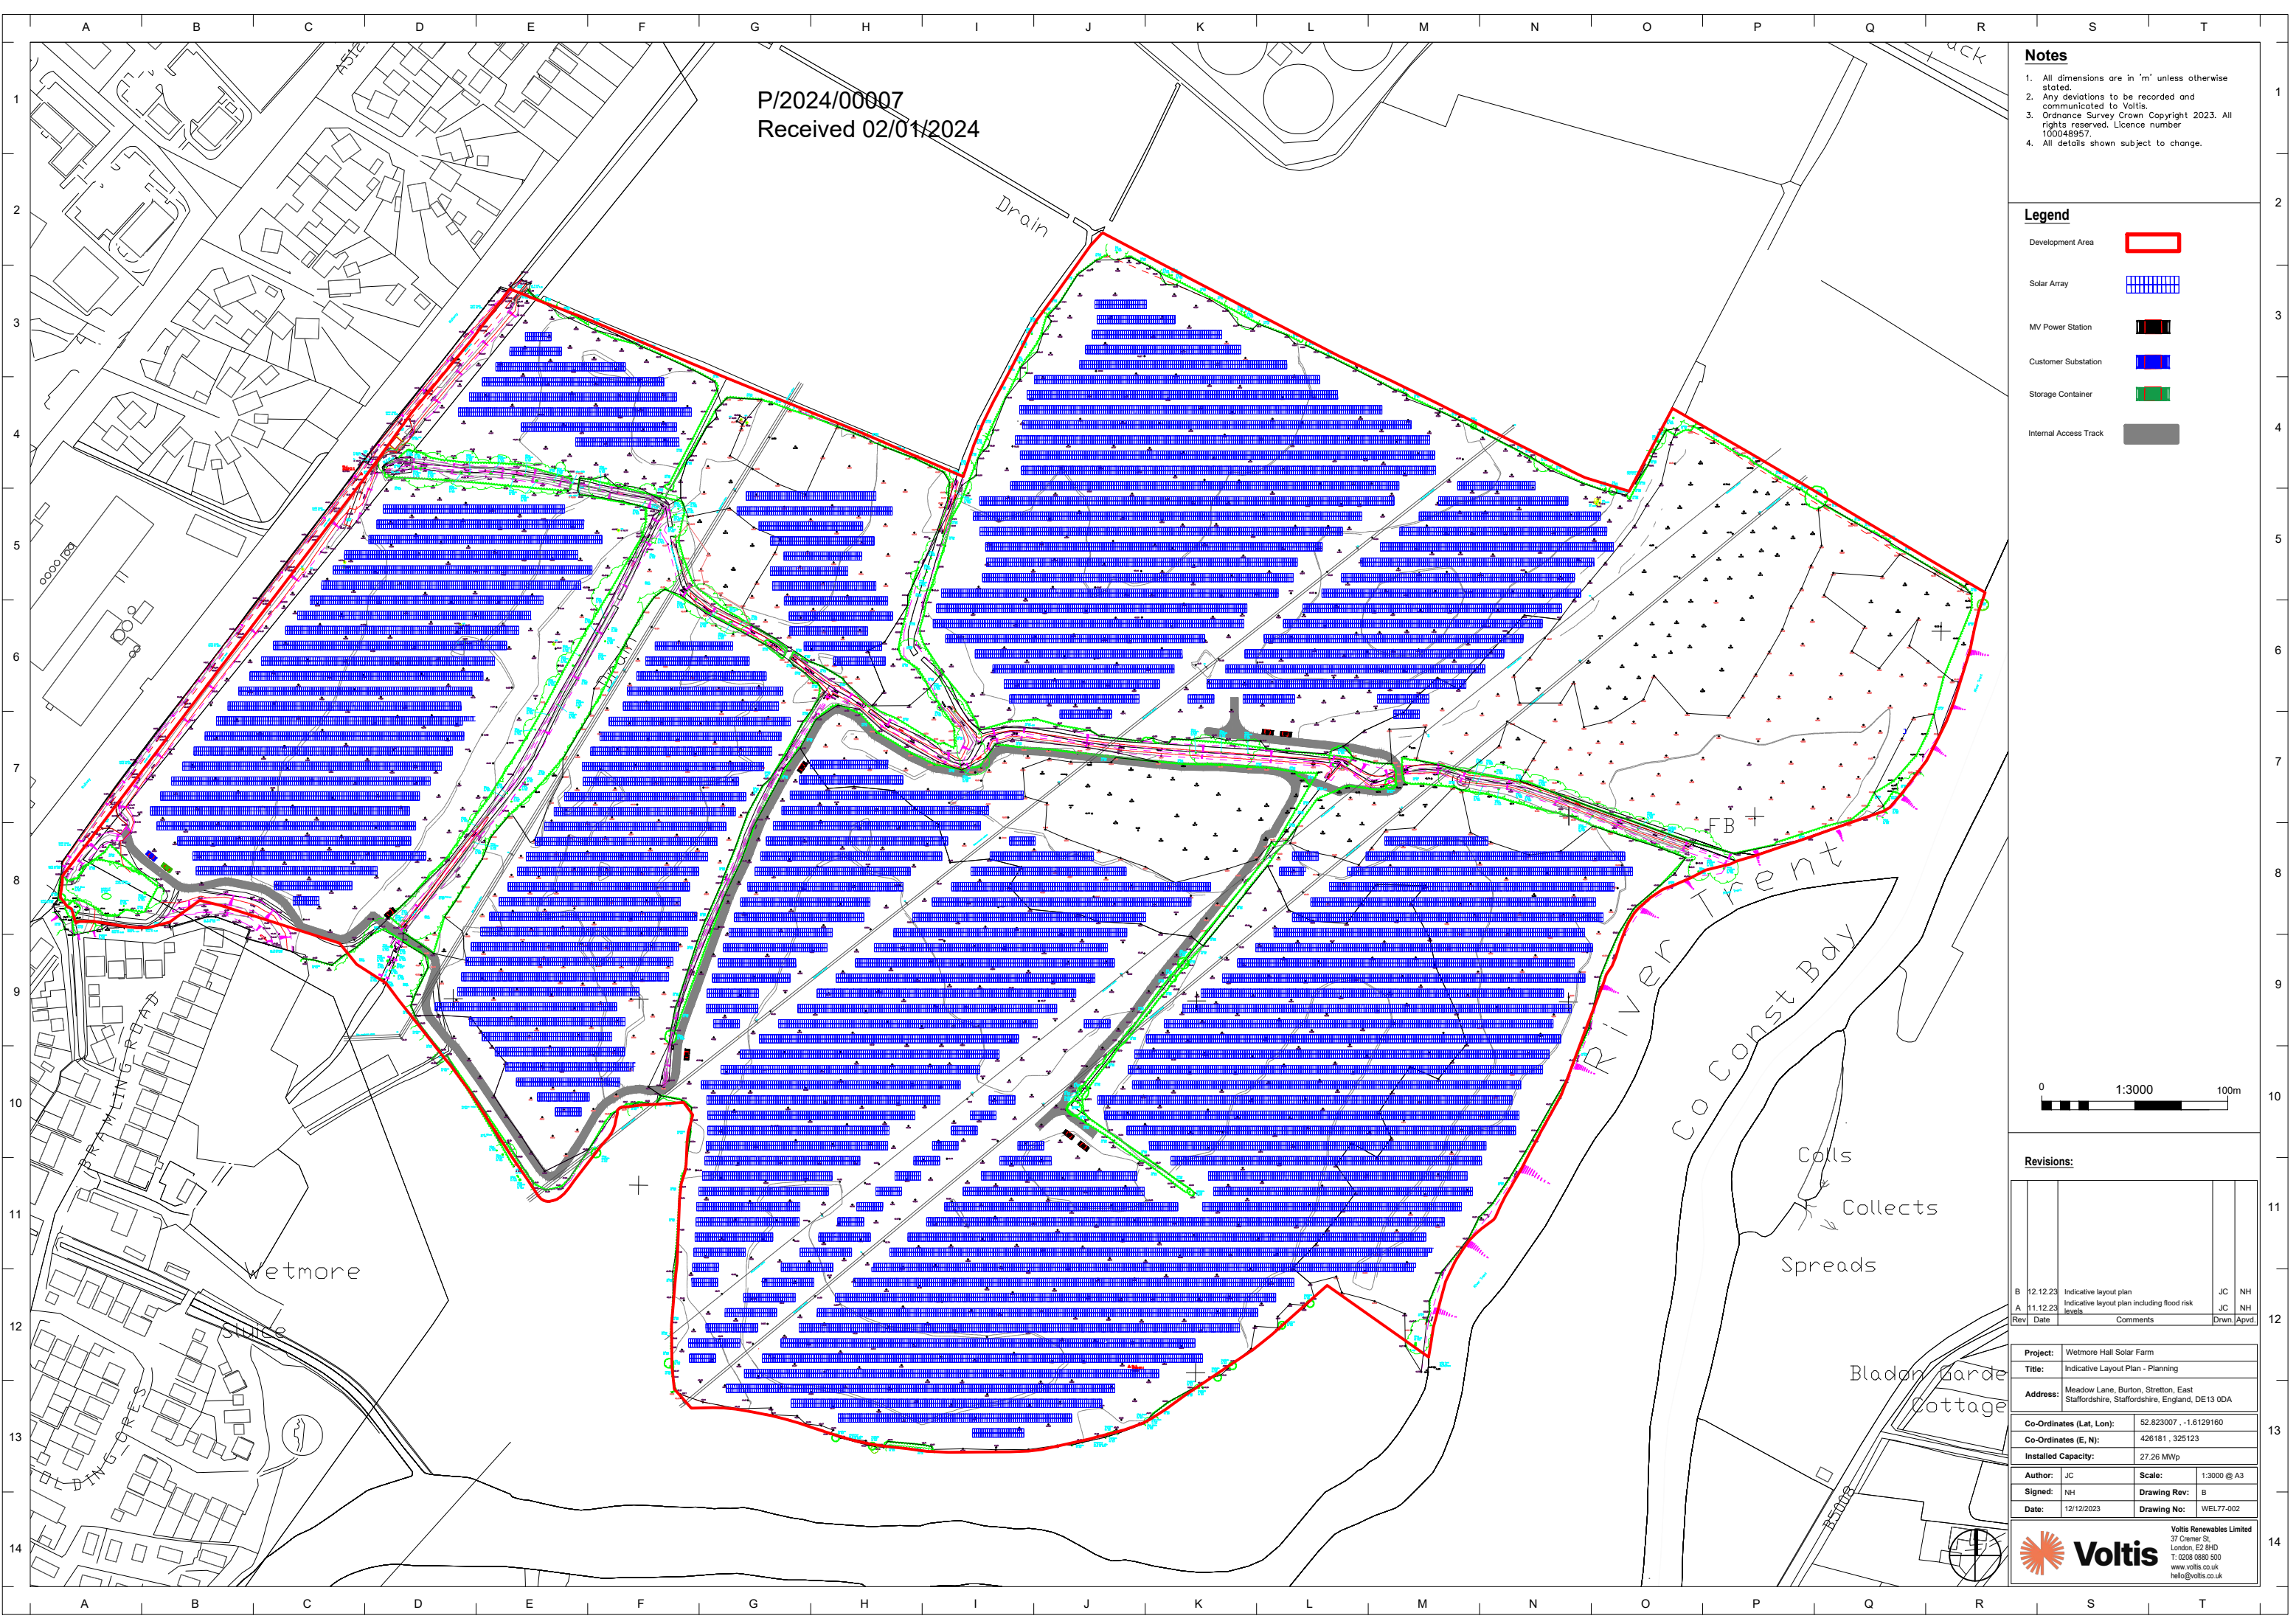 A B C D E F G H I J K L M N O P Q R S T
1 2 3 4 5 6 7 8 9 10 11 12 13 14
P/2024/00007
Received 02/01/2024
Drain
Drain
FB
River Trent
Co Const Bdy
Colls
Collects
Spreads
Bladon Garde
Cottage
B5008
Wetmore
Sluice
BRAMLING ROAD
Notes
1. All dimensions are in 'm' unless otherwise
stated.
2. Any deviations to be recorded and
communicated to Voltis.
3. Ordnance Survey Crown Copyright 2023. All
rights reserved. Licence number
100048957.
4. All details shown subject to change.
Legend
Development Area
Solar Array
MV Power Station
Customer Substation
Storage Container
Internal Access Track
0 1:3000 100m
Revisions:
B 12.12.23 Indicative layout plan JC NH
A 11.12.23 Indicative layout plan including flood risk levels JC NH
Rev Date Comments Drwn. Apvd.
Project: Wetmore Hall Solar Farm
Title: Indicative Layout Plan - Planning
Address: Meadow Lane, Burton, Stretton, East
Staffordshire, Staffordshire, England, DE13 0DA
Co-Ordinates (Lat, Lon): 52.823007 , -1.6129160
Co-Ordinates (E, N): 426181 , 325123
Installed Capacity: 27.26 MWp
Author: JC Scale: 1:3000 @ A3
Signed: NH Drawing Rev: B
Date: 12/12/2023 Drawing No: WEL77-002
Voltis
Voltis Renewables Limited
37 Cremer St,
London, E2 8HD
T: 0208 0880 500
www.voltis.co.uk
hello@voltis.co.uk
A B C D E F G H I J K L M N O P Q R S T